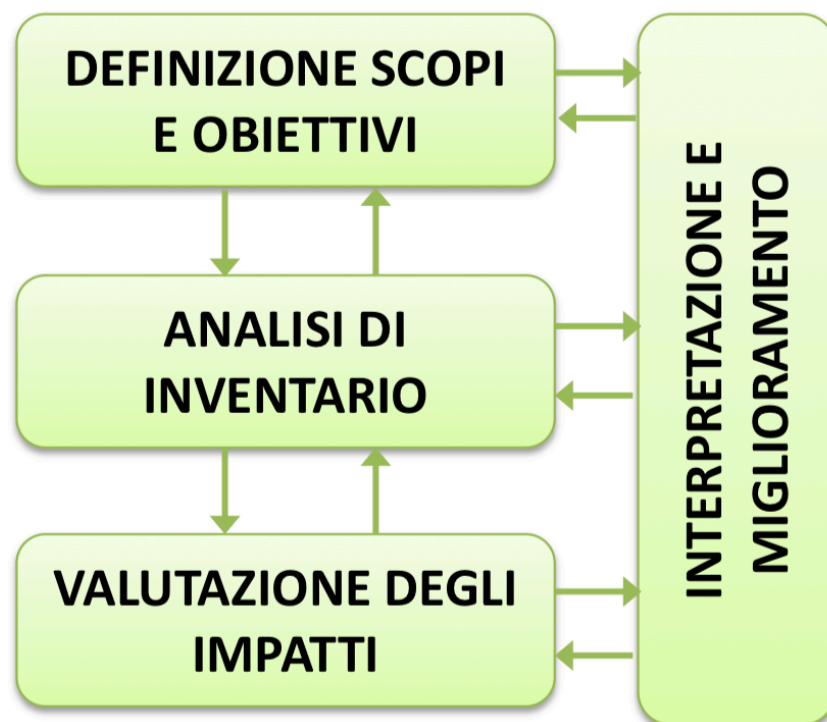 DEFINIZIONE SCOPI
E OBIETTIVI
ANALISI DI
INVENTARIO
VALUTAZIONE DEGLI
IMPATTI
INTERPRETAZIONE E
MIGLIORAMENTO